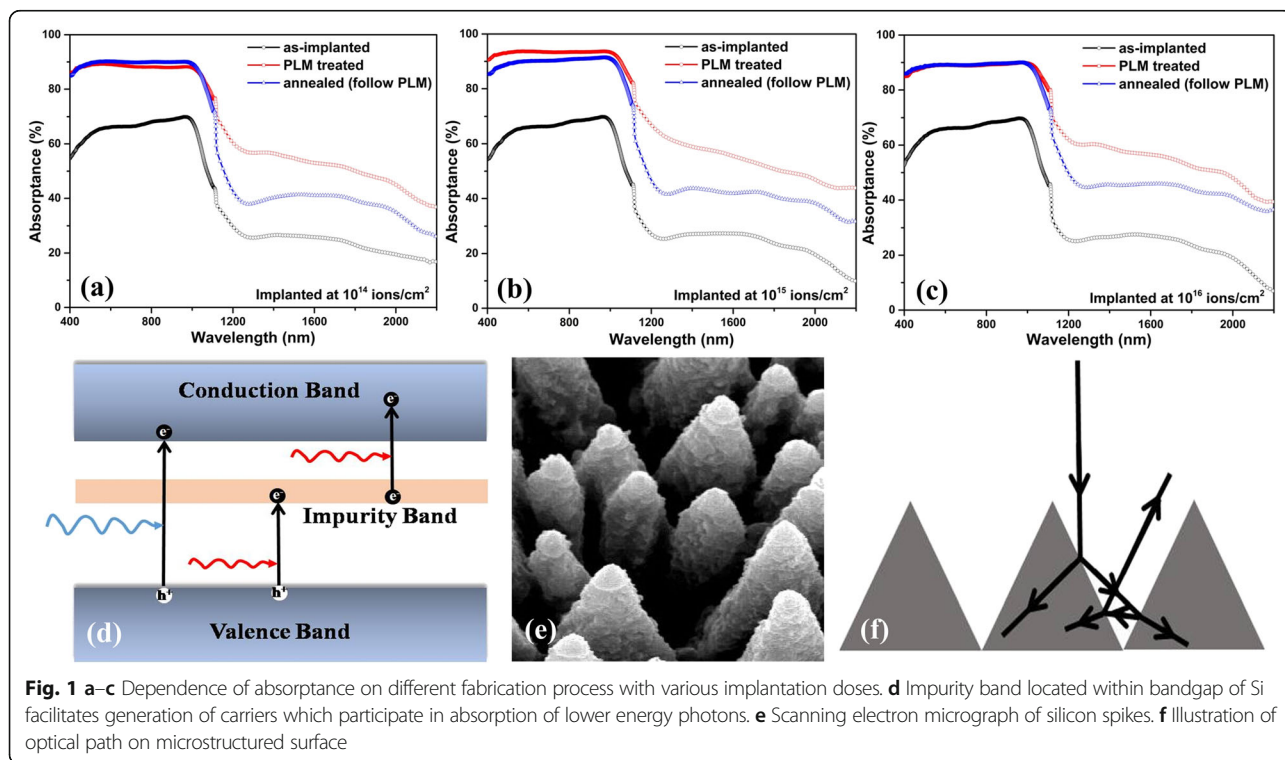 100
90
80
60
40
20
0
Absorptance (%)
as-implanted
PLM treated
annealed (follow PLM)
(a)
Implanted at 10¹⁴ ions/cm²
400 800 1200 1600 2000
Wavelength (nm)
100
80
60
40
20
0
Absorptance (%)
as-implanted
PLM treated
annealed (follow PLM)
(b)
Implanted at 10¹⁵ ions/cm²
400 800 1200 1600 2000
Wavelength (nm)
100
80
60
40
20
0
Absorptance (%)
as-implanted
PLM treated
annealed (follow PLM)
(c)
Implanted at 10¹⁶ ions/cm²
400 800 1200 1600 2000
Wavelength (nm)
Conduction Band
e⁻
e⁻
e⁻
e⁻
Impurity Band
h⁺
h⁺
(d)
Valence Band
(e)
(f)
Fig. 1 a–c Dependence of absorptance on different fabrication process with various implantation doses. d Impurity band located within bandgap of Si
facilitates generation of carriers which participate in absorption of lower energy photons. e Scanning electron micrograph of silicon spikes. f Illustration of
optical path on microstructured surface